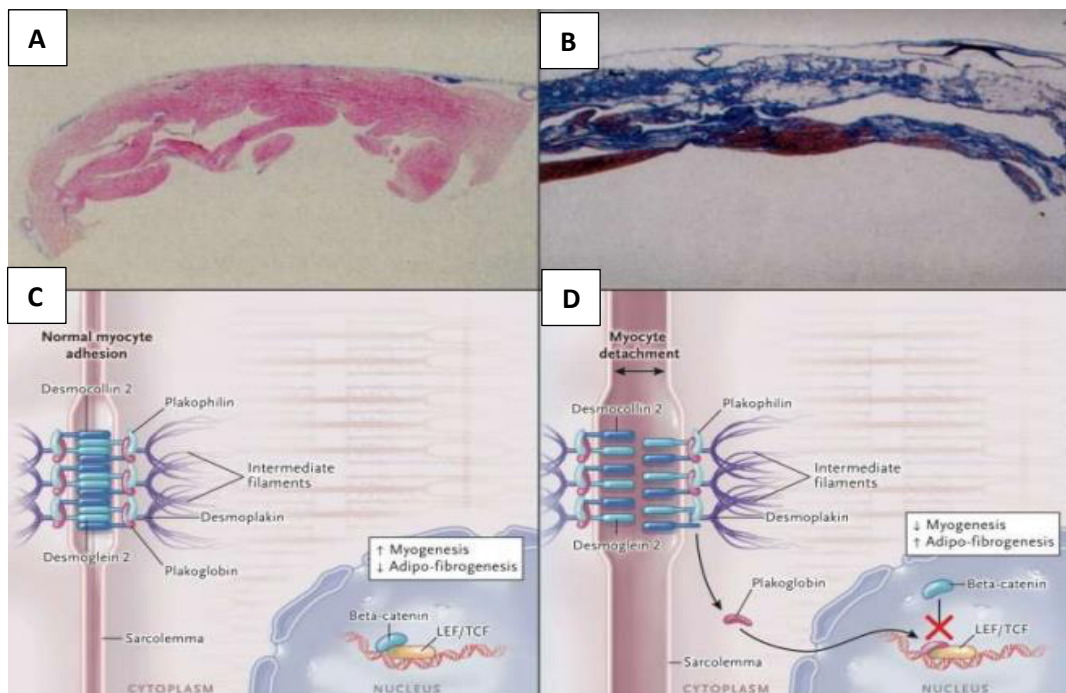 A
B
C
Normal myocyte
adhesion
Desmocollin 2
Plakophilin
Intermediate
filaments
Desmoplakin
Desmoglein 2
Plakoglobin
↑ Myogenesis
↓ Adipo-fibrogenesis
Beta-catenin
LEF/TCF
Sarcolemma
CYTOPLASM
NUCLEUS
D
Myocyte
detachment
Desmocollin 2
Plakophilin
Intermediate
filaments
Desmoplakin
Desmoglein 2
↓ Myogenesis
↑ Adipo-fibrogenesis
Plakoglobin
Beta-catenin
LEF/TCF
Sarcolemma
CYTOPLASM
NUCLEUS